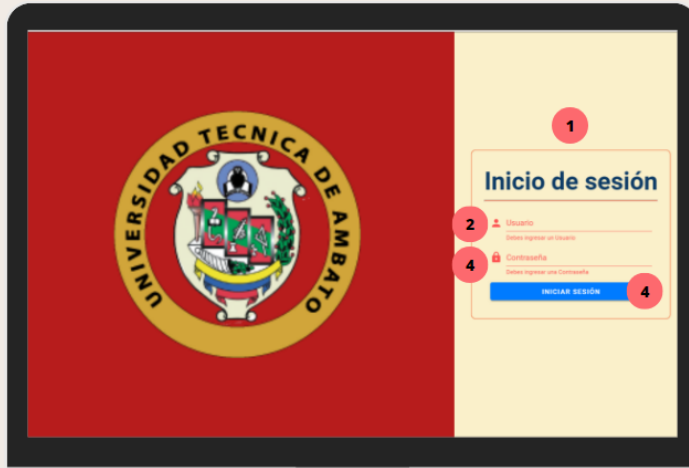 UNIVERSIDAD TECNICA DE AMBATO
1
Inicio de sesión
2
Usuario
Debes ingresar un Usuario
4
Contraseña
Debes ingresar una Contraseña
INICIAR SESIÓN
4